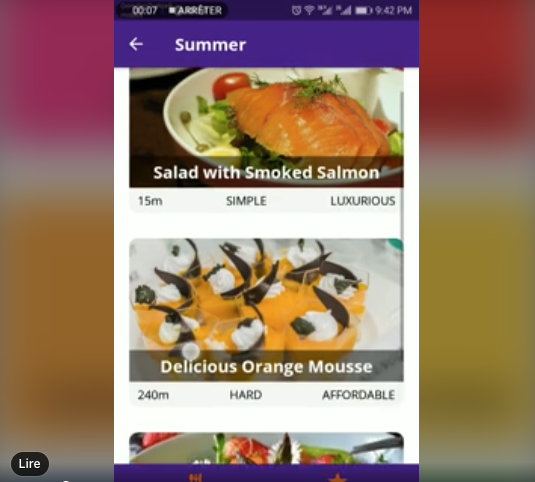 00:07 ARRÊTER 9:42 PM
Summer
Salad with Smoked Salmon
15m SIMPLE LUXURIOUS
Delicious Orange Mousse
240m HARD AFFORDABLE
Lire